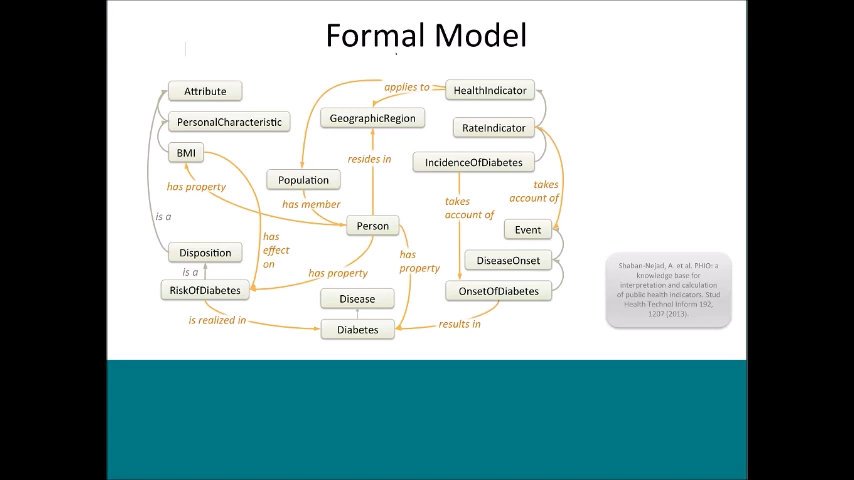 Formal Model
Attribute
applies to
HealthIndicator
PersonalCharacteristic
GeographicRegion
RateIndicator
BMI
resides in
IncidenceOfDiabetes
has property
Population
takes
account of
has member
takes
account of
is a
Person
Event
has
effect
on
Disposition
has
property
DiseaseOnset
is a
has property
RiskOfDiabetes
Disease
OnsetOfDiabetes
is realized in
Diabetes
results in
Shaban-Nejad, A. et al. PHIO: a
knowledge base for
interpretation and calculation
of public health indicators. Stud
Health Technol Inform 192,
1207 (2013).